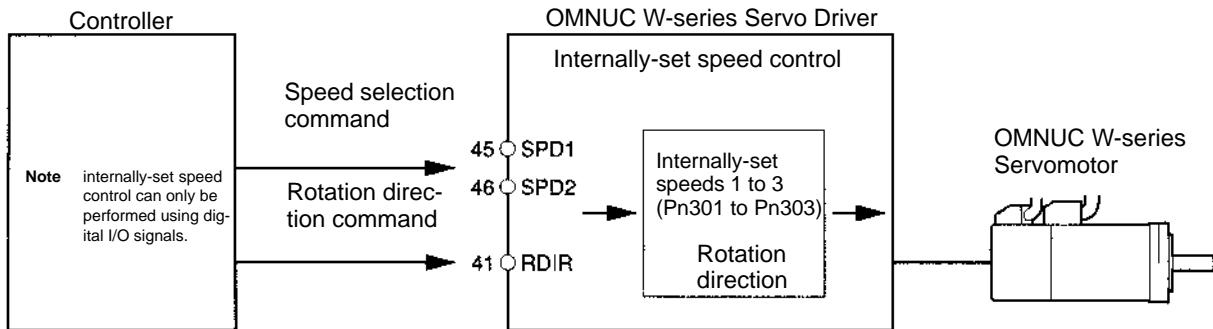 Controller
OMNUC W-series Servo Driver
Internally-set speed control
Speed selection
command
Note internally-set speed
control can only be
performed using dig-
ital I/O signals.
Rotation direc-
tion command
45 SPD1
46 SPD2
41 RDIR
Internally-set
speeds 1 to 3
(Pn301 to Pn303)
Rotation
direction
OMNUC W-series
Servomotor